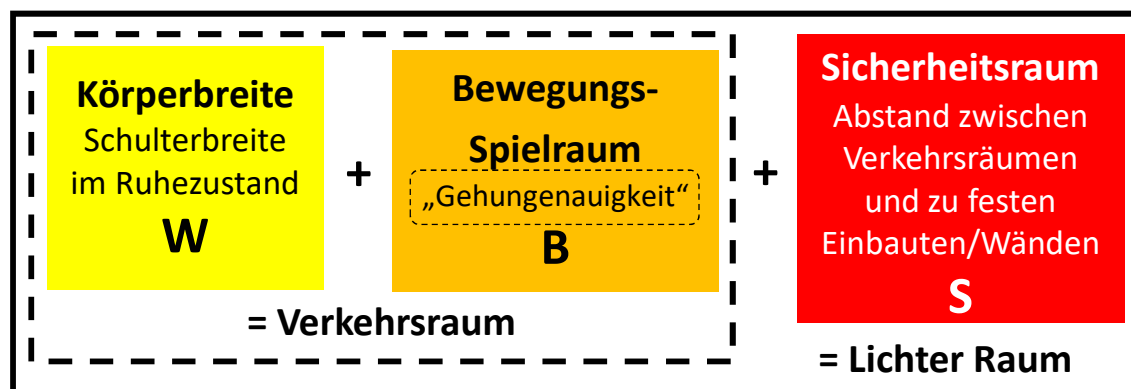 Körperbreite
Schulterbreite
im Ruhezustand
W
+
Bewegungs-
Spielraum
„Gehungenauigkeit“
B
= Verkehrsraum
+
Sicherheitsraum
Abstand zwischen
Verkehrsräumen
und zu festen
Einbauten/Wänden
S
= Lichter Raum